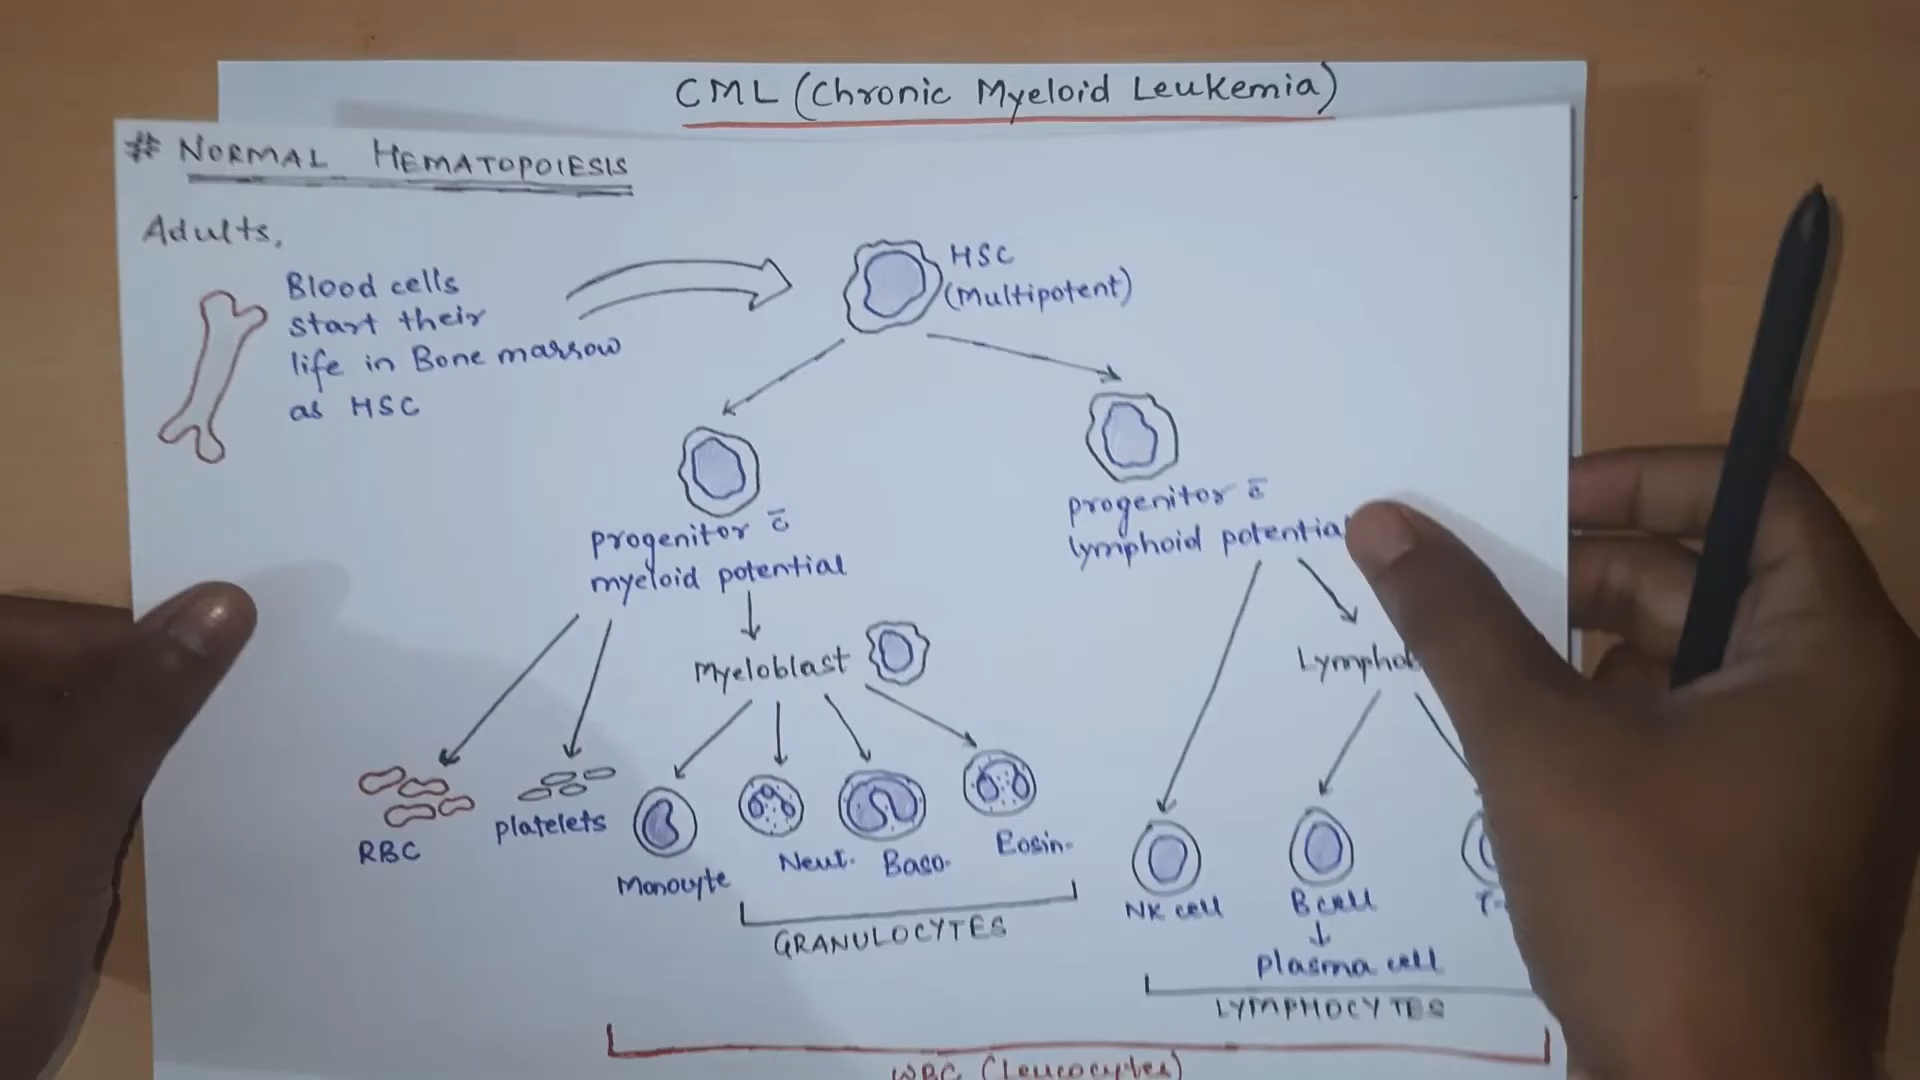 CML (Chronic Myeloid Leukemia)
# NORMAL HEMATOPOIESIS
Adults,
Blood cells
start their
life in Bone marrow
as HSC
HSC
(Multipotent)
progenitor c̄
myeloid potential
progenitor c̄
lymphoid potential
Myeloblast
RBC
platelets
Monocyte
Neut.
Baso.
Eosin.
GRANULOCYTES
NK cell
B cell
plasma cell
LYMPHOCYTES
WBC (Leucocytes)